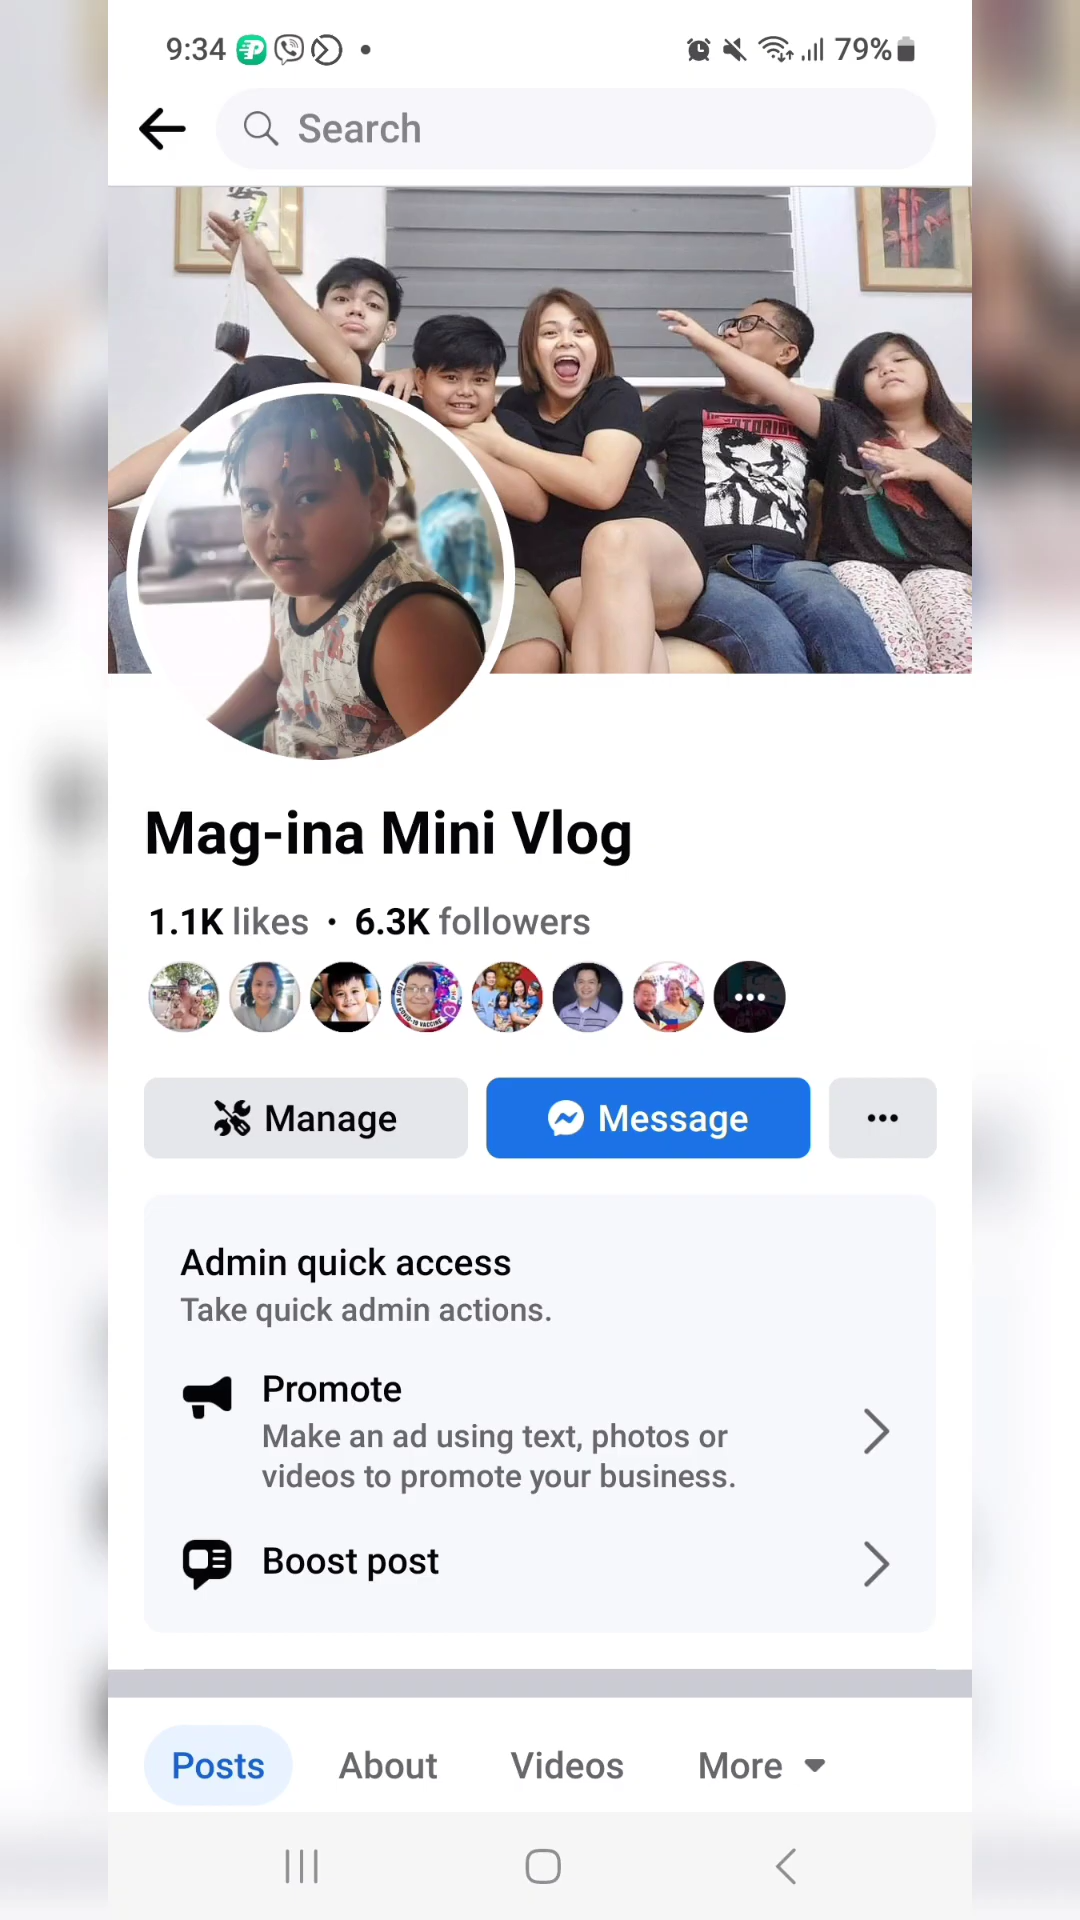 9:34
79%
Search
Mag-ina Mini Vlog
1.1K likes • 6.3K followers
Manage
Message
Admin quick access
Take quick admin actions.
Promote
Make an ad using text, photos or
videos to promote your business.
Boost post
Posts
About
Videos
More